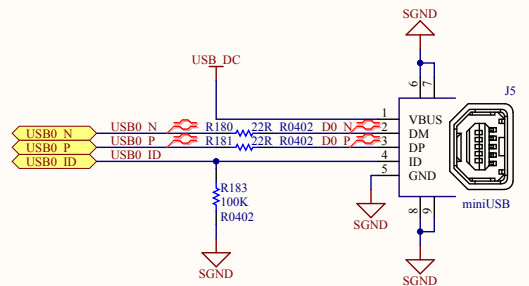 SGND
USB_DC
J5
6
7
1
VBUS
USB0_N
USB0_N
R180
22R
R0402
D0_N
2
DM
USB0_P
USB0_P
R181
22R
R0402
D0_P
3
DP
USB0_ID
USB0_ID
4
ID
5
GND
R183
100K
R0402
miniUSB
8
9
SGND
SGND
SGND